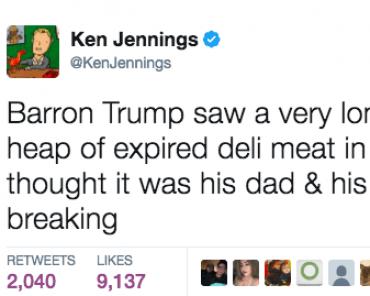 Ken Jennings
@KenJennings
Barron Trump saw a very
heap of expired deli meat in
thought it was his dad & his
breaking
RETWEETS LIKES
2,040 9,137